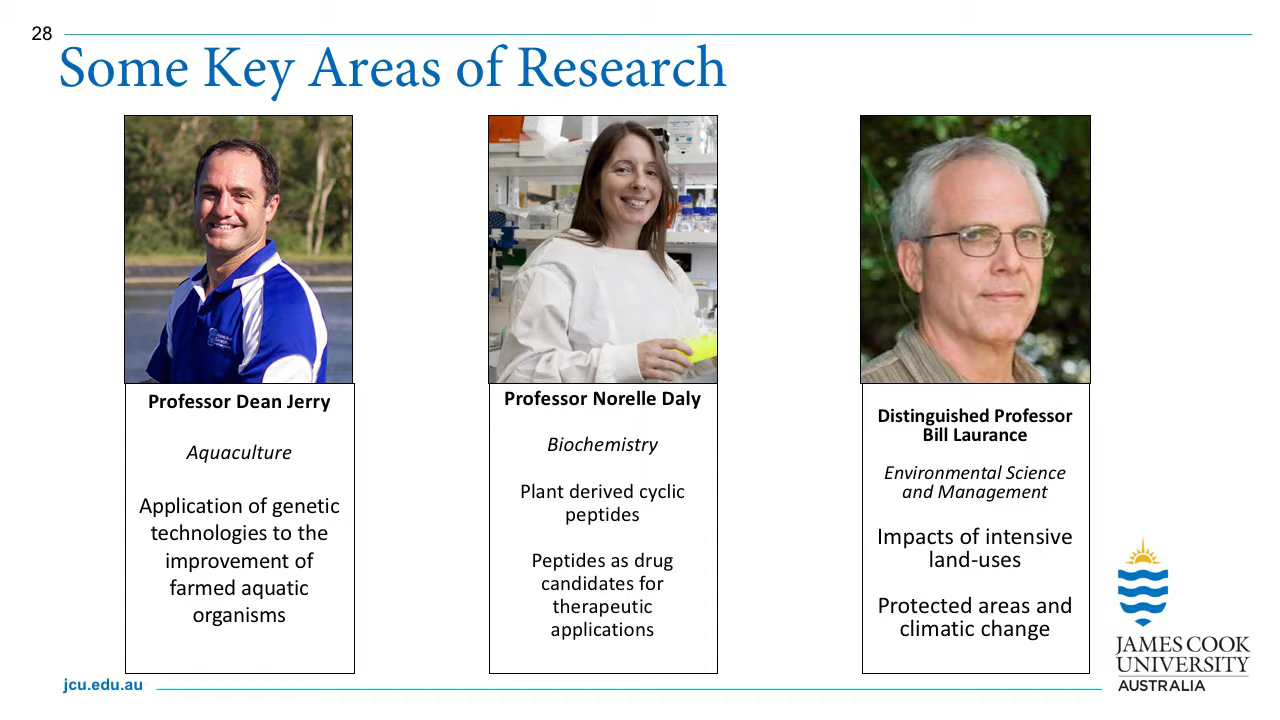 28
Some Key Areas of Research
Professor Dean Jerry
Aquaculture
Application of genetic
technologies to the
improvement of
farmed aquatic
organisms
Professor Norelle Daly
Biochemistry
Plant derived cyclic
peptides
Peptides as drug
candidates for
therapeutic
applications
Distinguished Professor
Bill Laurance
Environmental Science
and Management
Impacts of intensive
land-uses
Protected areas and
climatic change
JAMES COOK
UNIVERSITY
AUSTRALIA
jcu.edu.au